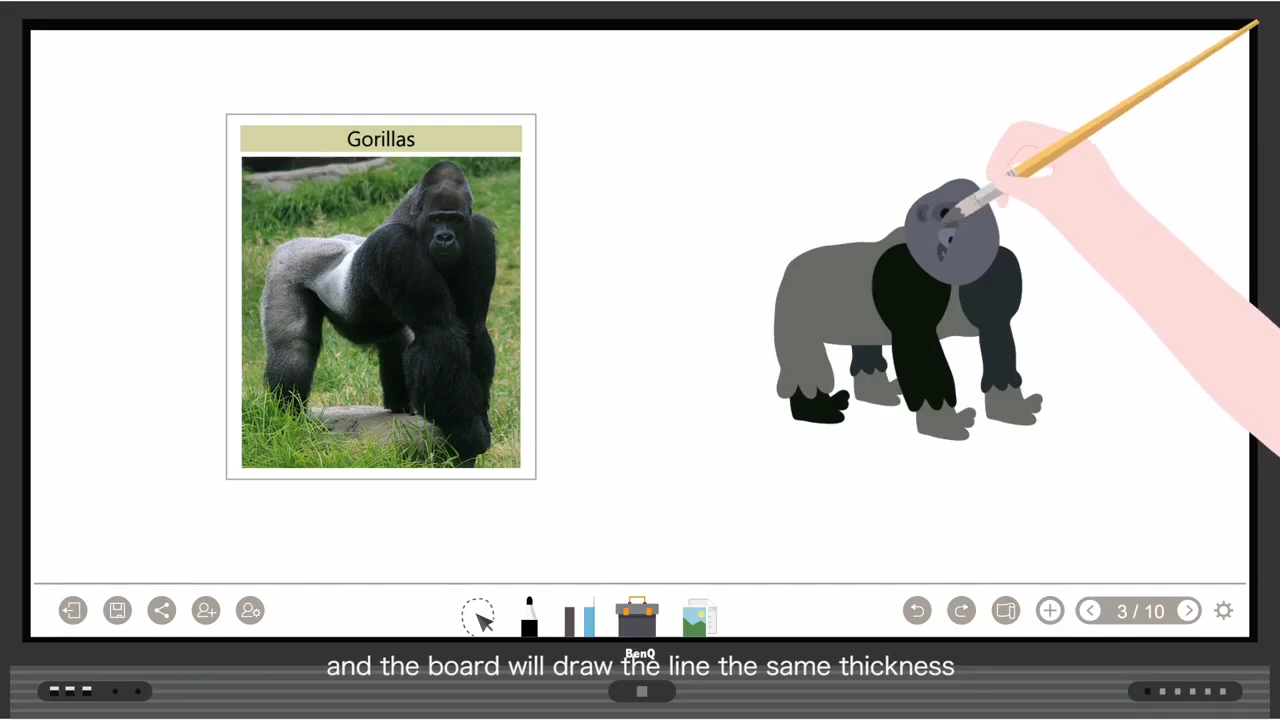 Gorillas
3 / 10
BenQ
and the board will draw the line the same thickness